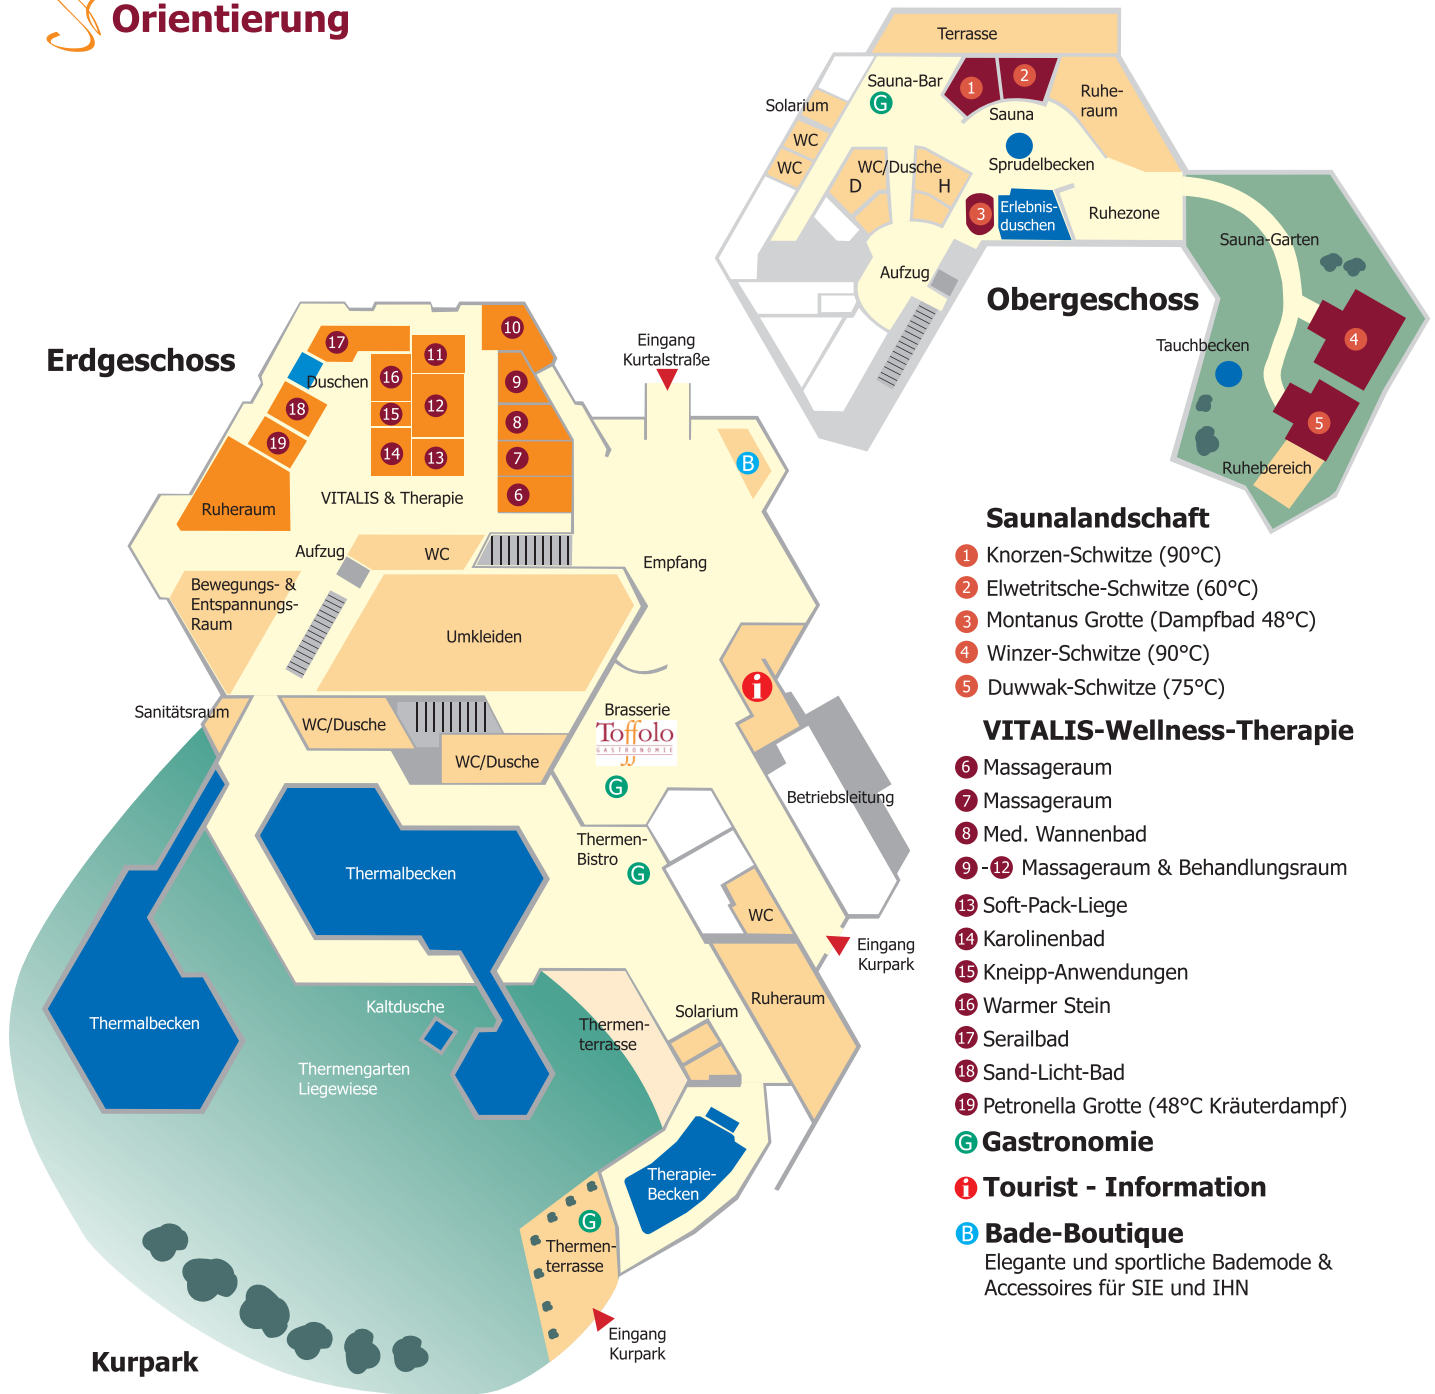 Orientierung
Terrasse
Sauna-Bar
G
1
2
Ruhe-
raum
Solarium
Sauna
WC
WC
WC/Dusche
D
H
Sprudelbecken
3
Erlebnis-
duschen
Ruhezone
Sauna-Garten
Aufzug
Obergeschoss
4
Tauchbecken
5
Ruhebereich
Erdgeschoss
Eingang
Kurtalstraße
17
10
11
Duschen
16
9
18
15
12
8
19
14
13
7
B
6
VITALIS & Therapie
Ruheraum
Aufzug
WC
Empfang
Bewegungs- &
Entspannungs-
Raum
Umkleiden
i
Sanitätsraum
WC/Dusche
WC/Dusche
Brasserie
Toffolo
GASTRONOMIE
G
Betriebsleitung
Thermen-
Bistro
G
Thermalbecken
WC
Eingang
Kurpark
Ruheraum
Kaltdusche
Solarium
Thermalbecken
Thermen-
terrasse
Thermengarten
Liegewiese
Therapie-
Becken
G
Thermen-
terrasse
Eingang
Kurpark
Kurpark
Saunalandschaft
1 Knorzen-Schwitze (90°C)
2 Elwetritsche-Schwitze (60°C)
3 Montanus Grotte (Dampfbad 48°C)
4 Winzer-Schwitze (90°C)
5 Duwwak-Schwitze (75°C)
VITALIS-Wellness-Therapie
6 Massageraum
7 Massageraum
8 Med. Wannenbad
9 - 12 Massageraum & Behandlungsraum
13 Soft-Pack-Liege
14 Karolinenbad
15 Kneipp-Anwendungen
16 Warmer Stein
17 Serailbad
18 Sand-Licht-Bad
19 Petronella Grotte (48°C Kräuterdampf)
G Gastronomie
i Tourist - Information
B Bade-Boutique
Elegante und sportliche Bademode &
Accessoires für SIE und IHN